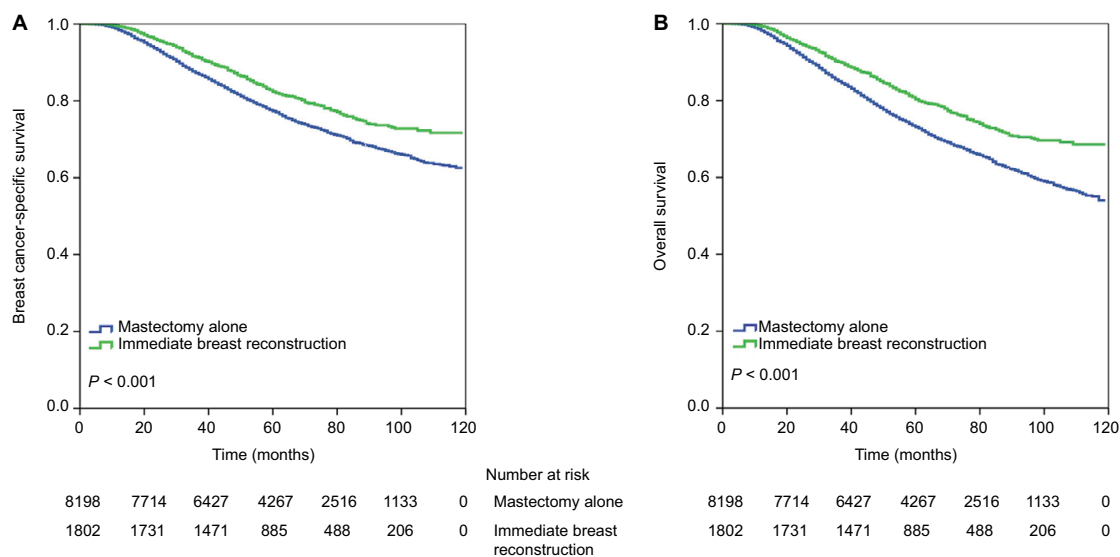 A
1.0
0.8
0.6
0.4
0.2
0.0
Breast cancer-specific survival
Mastectomy alone
Immediate breast reconstruction
P < 0.001
0 20 40 60 80 100 120
Time (months)
B
1.0
0.8
0.6
0.4
0.2
0.0
Overall survival
Mastectomy alone
Immediate breast reconstruction
P < 0.001
0 20 40 60 80 100 120
Time (months)
Number at risk
8198 7714 6427 4267 2516 1133 0 Mastectomy alone 8198 7714 6427 4267 2516 1133 0
1802 1731 1471 885 488 206 0 Immediate breast 1802 1731 1471 885 488 206 0
reconstruction